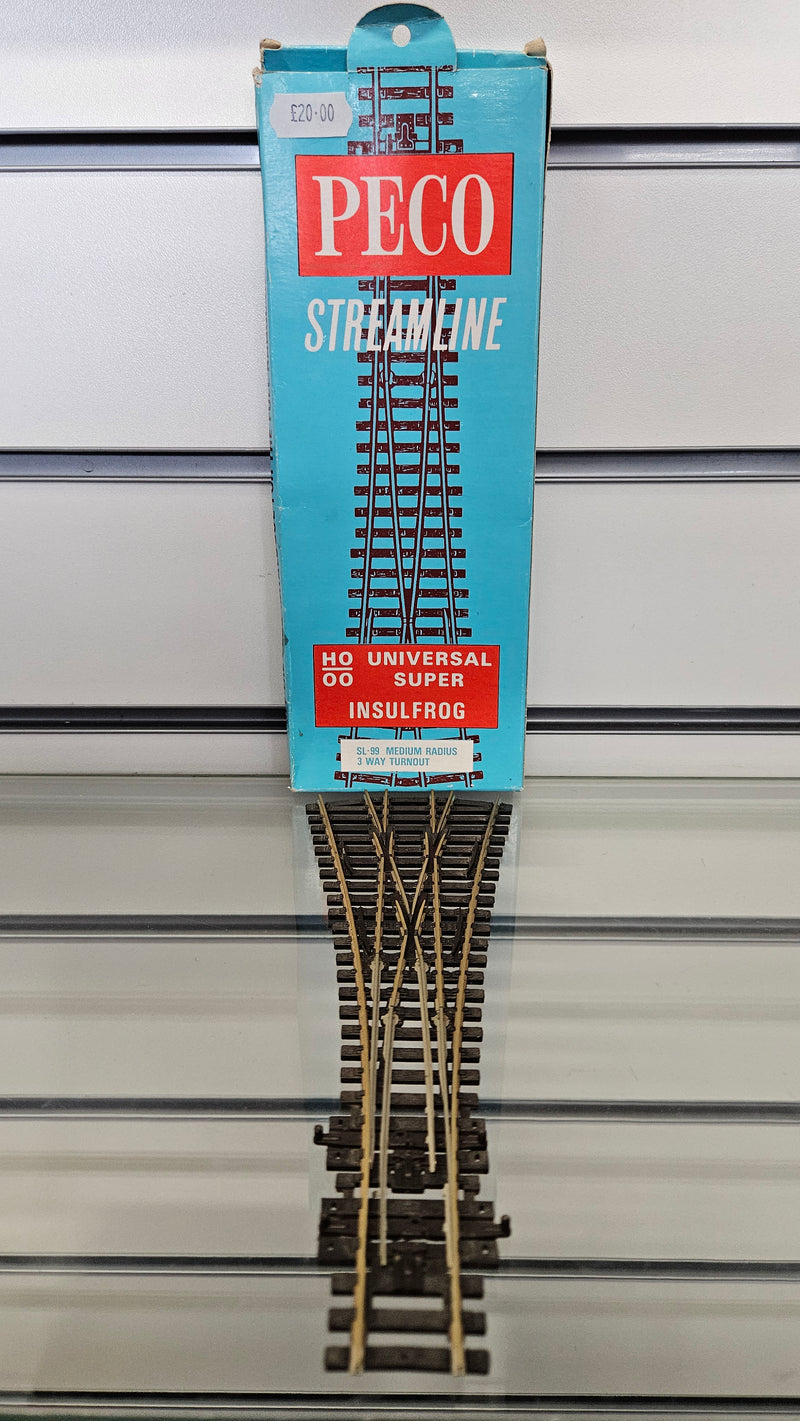 £20·00
PECO
STREAMLINE
HO UNIVERSAL
OO SUPER
INSULFROG
SL-99 MEDIUM RADIUS
3 WAY TURNOUT